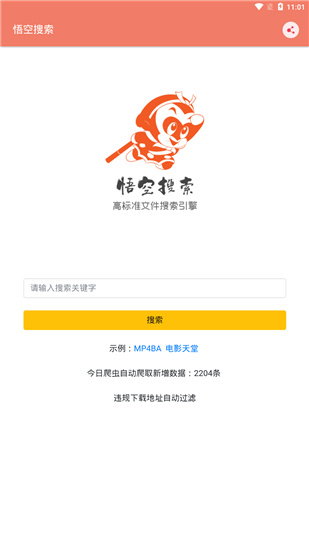 11:01
悟空搜索
悟空搜索
高标准文件搜索引擎
请输入搜索关键字
搜索
示例：MP4BA 电影天堂
今日爬虫自动爬取新增数据：2204条
违规下载地址自动过滤